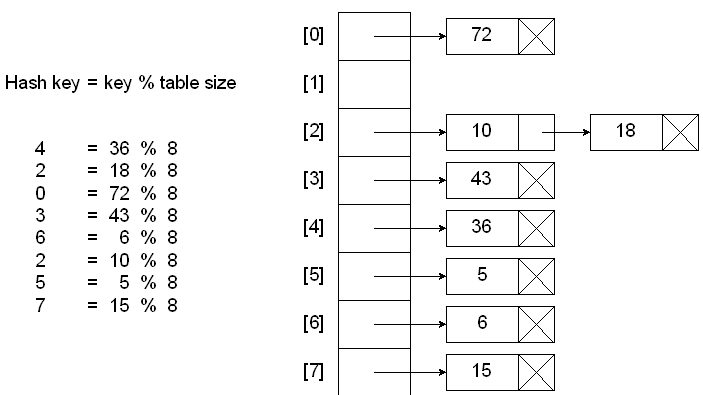 Hash key = key % table size
4 = 36 % 8
2 = 18 % 8
0 = 72 % 8
3 = 43 % 8
6 = 6 % 8
2 = 10 % 8
5 = 5 % 8
7 = 15 % 8
[0] 72
[1]
[2] 10 18
[3] 43
[4] 36
[5] 5
[6] 6
[7] 15